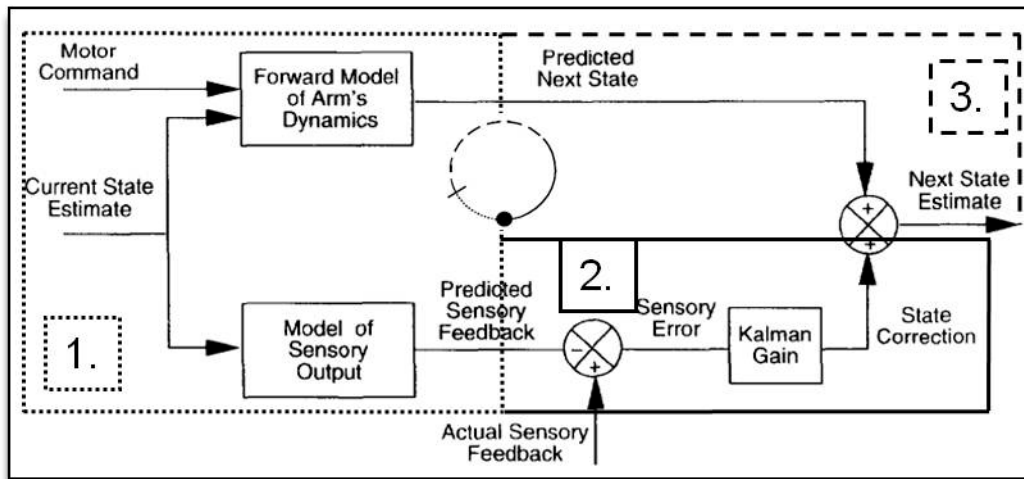 Motor
Command
Forward Model
of Arm's
Dynamics
Predicted
Next State
3.
Current State
Estimate
Next State
Estimate
+
+
1.
Model of
Sensory
Output
Predicted
Sensory
Feedback
2.
-
+
Sensory
Error
Kalman
Gain
State
Correction
Actual Sensory
Feedback